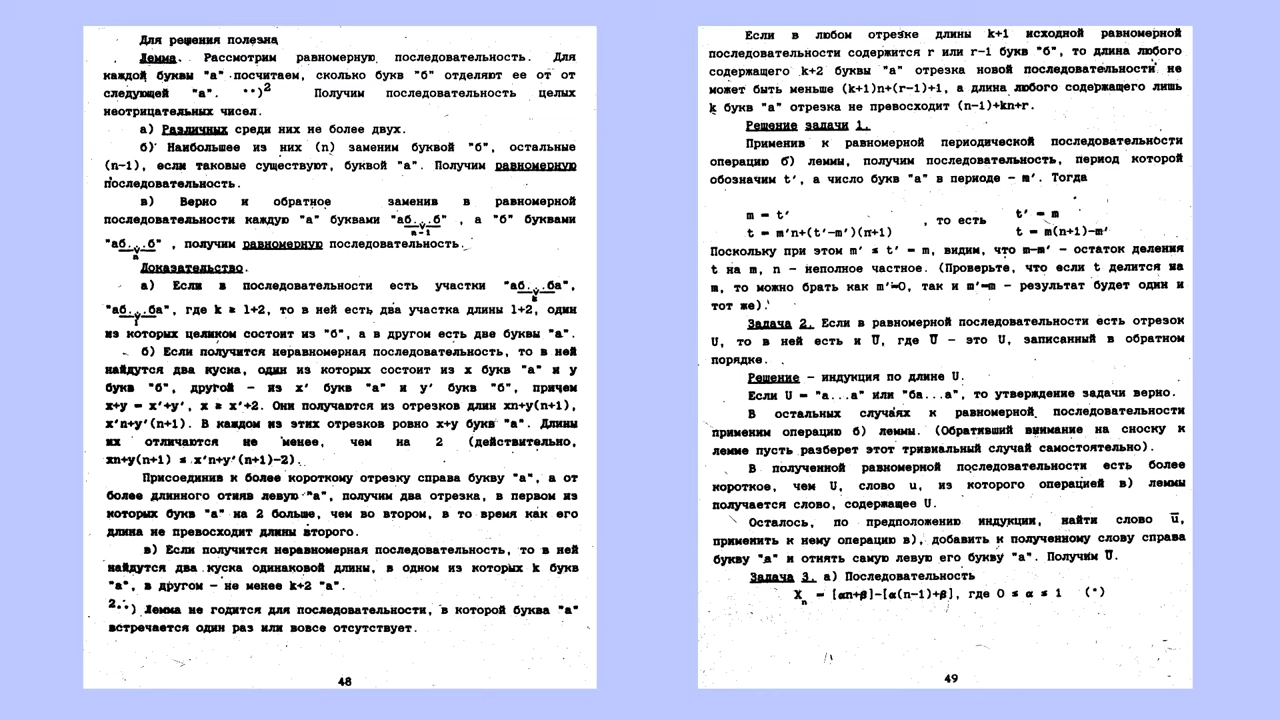 Для решения полезна
Лемма. Рассмотрим равномерную последовательность. Для
каждой буквы "а" посчитаем, сколько букв "б" отделяют ее от от
следующей "а". **)2 Получим последовательность целых
неотрицательных чисел.
а) Различных среди них не более двух.
б) Наибольшее из них (n) заменим буквой "б", остальные
(n-1), если таковые существуют, буквой "а". Получим равномерную
последовательность.
в) Верно и обратное заменив в равномерной
последовательности каждую "а" буквами "аб...б" , а "б" буквами
n-1
"аб...б" , получим равномерную последовательность.
n
Доказательство.
а) Если в последовательности есть участки "аб...ба",
k
"аб...ба", где k ≥ l+2, то в ней есть два участка длины l+2, один
l
из которых целиком состоит из "б", а в другом есть две буквы "а".
б) Если получится неравномерная последовательность, то в ней
найдутся два куска, один из которых состоит из x букв "а" и y
букв "б", другой - из x' букв "а" и y' букв "б", причем
x+y = x'+y', x ≥ x'+2. Они получаются из отрезков длин xn+y(n+1),
x'n+y'(n+1). В каждом из этих отрезков ровно x+y букв "а". Длины
их отличаются не менее, чем на 2 (действительно,
xn+y(n+1) ≤ x'n+y'(n+1)-2).
Присоединив к более короткому отрезку справа букву "а", а от
более длинного отняв левую "а", получим два отрезка, в первом из
которых букв "а" на 2 больше, чем во втором, в то время как его
длина не превосходит длины второго.
в) Если получится неравномерная последовательность, то в ней
найдутся два куска одинаковой длины, в одном из которых k букв
"а", в другом - не менее k+2 "а".
2**) Лемма не годится для последовательности, в которой буква "а"
встречается один раз или вовсе отсутствует.
48
Если в любом отрезке длины k+1 исходной равномерной
последовательности содержится r или r-1 букв "б", то длина любого
содержащего k+2 буквы "а" отрезка новой последовательности не
может быть меньше (k+1)n+(r-1)+1, а длина любого содержащего лишь
k букв "а" отрезка не превосходит (n-1)+kn+r.
Решение задачи 1.
Применив к равномерной периодической последовательности
операцию б) леммы, получим последовательность, период которой
обозначим t', а число букв "а" в периоде - m'. Тогда
m = t' t' = m
, то есть
t = m'n+(t'-m')(n+1) t = m(n+1)-m'
Поскольку при этом m' ≤ t' = m, видим, что m-m' - остаток деления
t на m, n - неполное частное. (Проверьте, что если t делится на
m, то можно брать как m'=0, так и m'=m - результат будет один и
тот же).
Задача 2. Если в равномерной последовательности есть отрезок
U, то в ней есть и U̅, где U̅ - это U, записанный в обратном
порядке.
Решение - индукция по длине U.
Если U = "а...а" или "ба...а", то утверждение задачи верно.
В остальных случаях к равномерной последовательности
применим операцию б) леммы. (Обративший внимание на сноску к
лемме пусть разберет этот тривиальный случай самостоятельно).
В полученной равномерной последовательности есть более
короткое, чем U, слово u, из которого операцией в) леммы
получается слово, содержащее U.
Осталось, по предположению индукции, найти слово u̅,
применить к нему операцию в), добавить к полученному слову справа
букву "а" и отнять самую левую его букву "а". Получим U̅.
Задача 3. а) Последовательность
Xn = [αn+β]-[α(n-1)+β], где 0 ≤ α ≤ 1 (*)
49